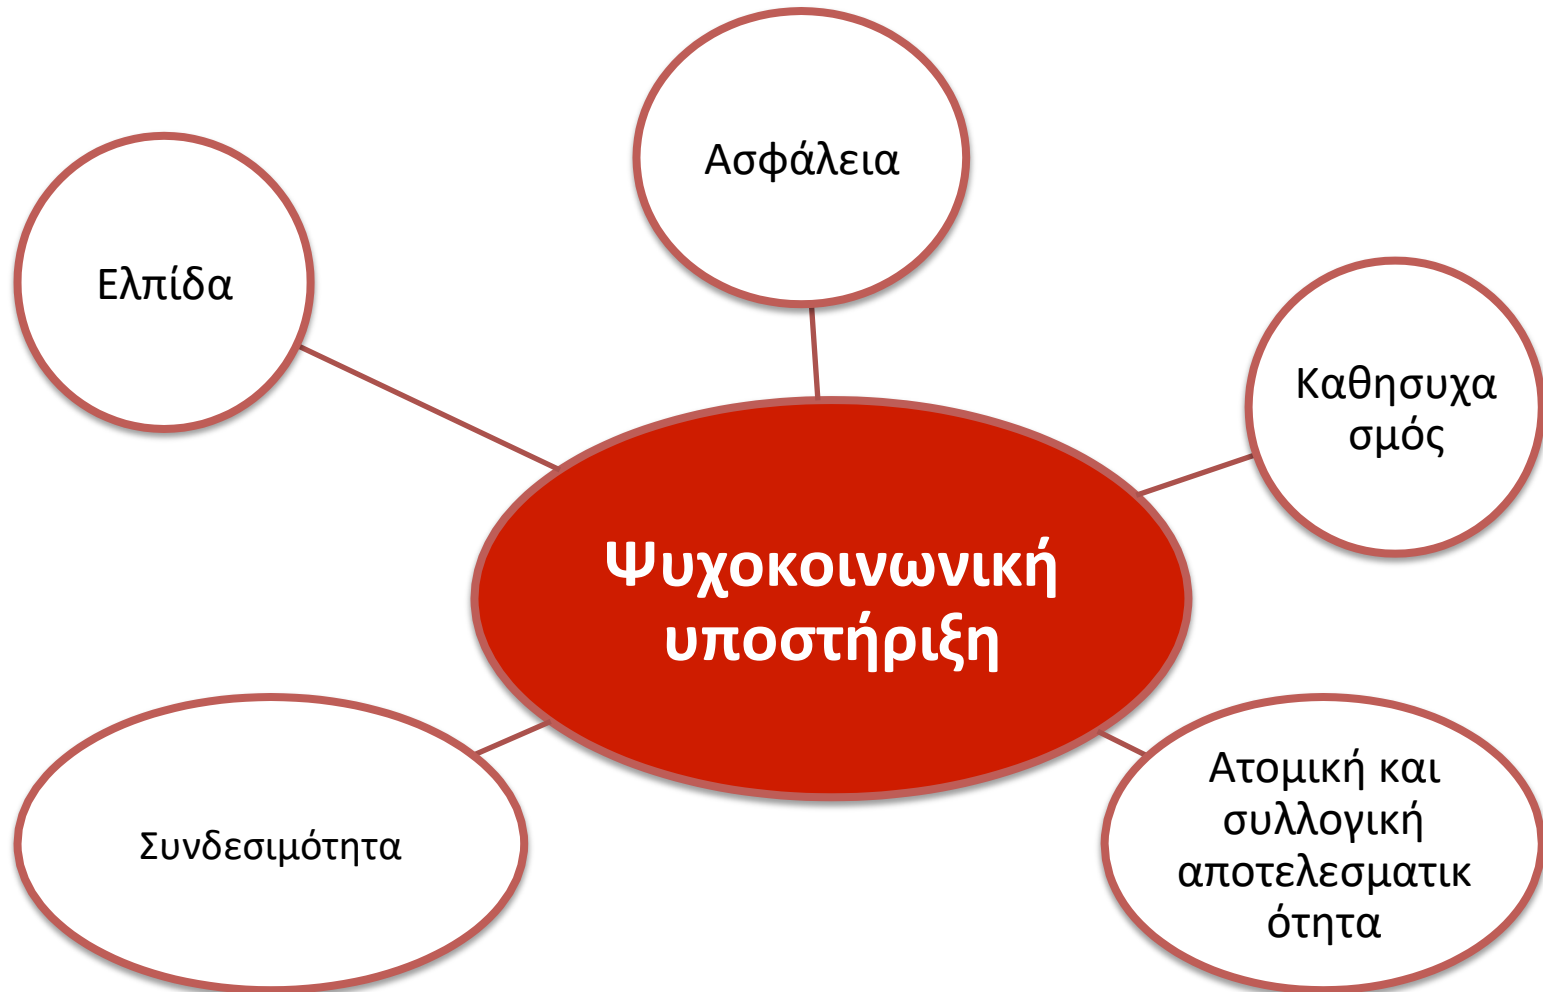 Ασφάλεια
Ελπίδα
Καθησυχα
σμός
Ψυχοκοινωνική
υποστήριξη
Συνδεσιμότητα
Ατομική και
συλλογική
αποτελεσματικ
ότητα